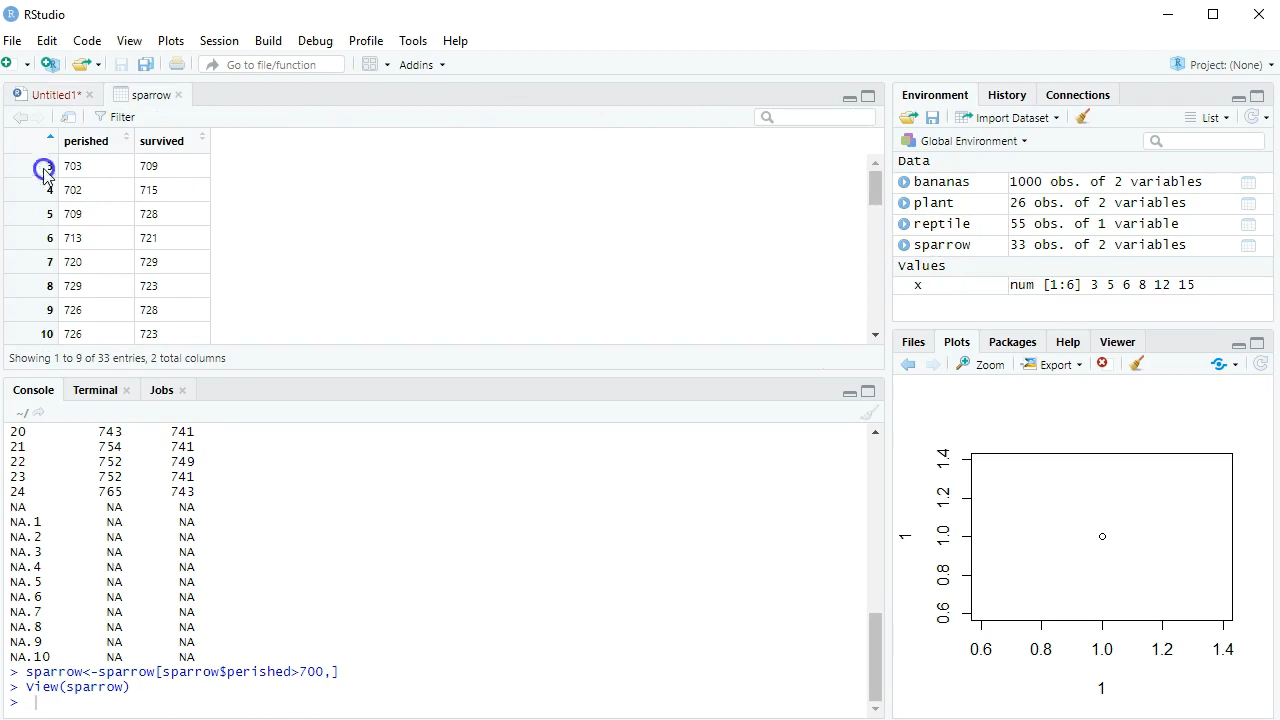 RStudio
File Edit Code View Plots Session Build Debug Profile Tools Help
Go to file/function Addins Project: (None)
Untitled1* sparrow
Filter
perished survived
3 703 709
4 702 715
5 709 728
6 713 721
7 720 729
8 729 723
9 726 728
10 726 723
Showing 1 to 9 of 33 entries, 2 total columns
Console Terminal Jobs
~/
20 743 741
21 754 741
22 752 749
23 752 741
24 765 743
NA NA NA
NA.1 NA NA
NA.2 NA NA
NA.3 NA NA
NA.4 NA NA
NA.5 NA NA
NA.6 NA NA
NA.7 NA NA
NA.8 NA NA
NA.9 NA NA
NA.10 NA NA
> sparrow<-sparrow[sparrow$perished>700,]
> View(sparrow)
>
Environment History Connections
Import Dataset List
Global Environment
Data
bananas 1000 obs. of 2 variables
plant 26 obs. of 2 variables
reptile 55 obs. of 1 variable
sparrow 33 obs. of 2 variables
Values
x num [1:6] 3 5 6 8 12 15
Files Plots Packages Help Viewer
Zoom Export
1.4
1.2
1.0
0.8
0.6
1
0.6 0.8 1.0 1.2 1.4
1